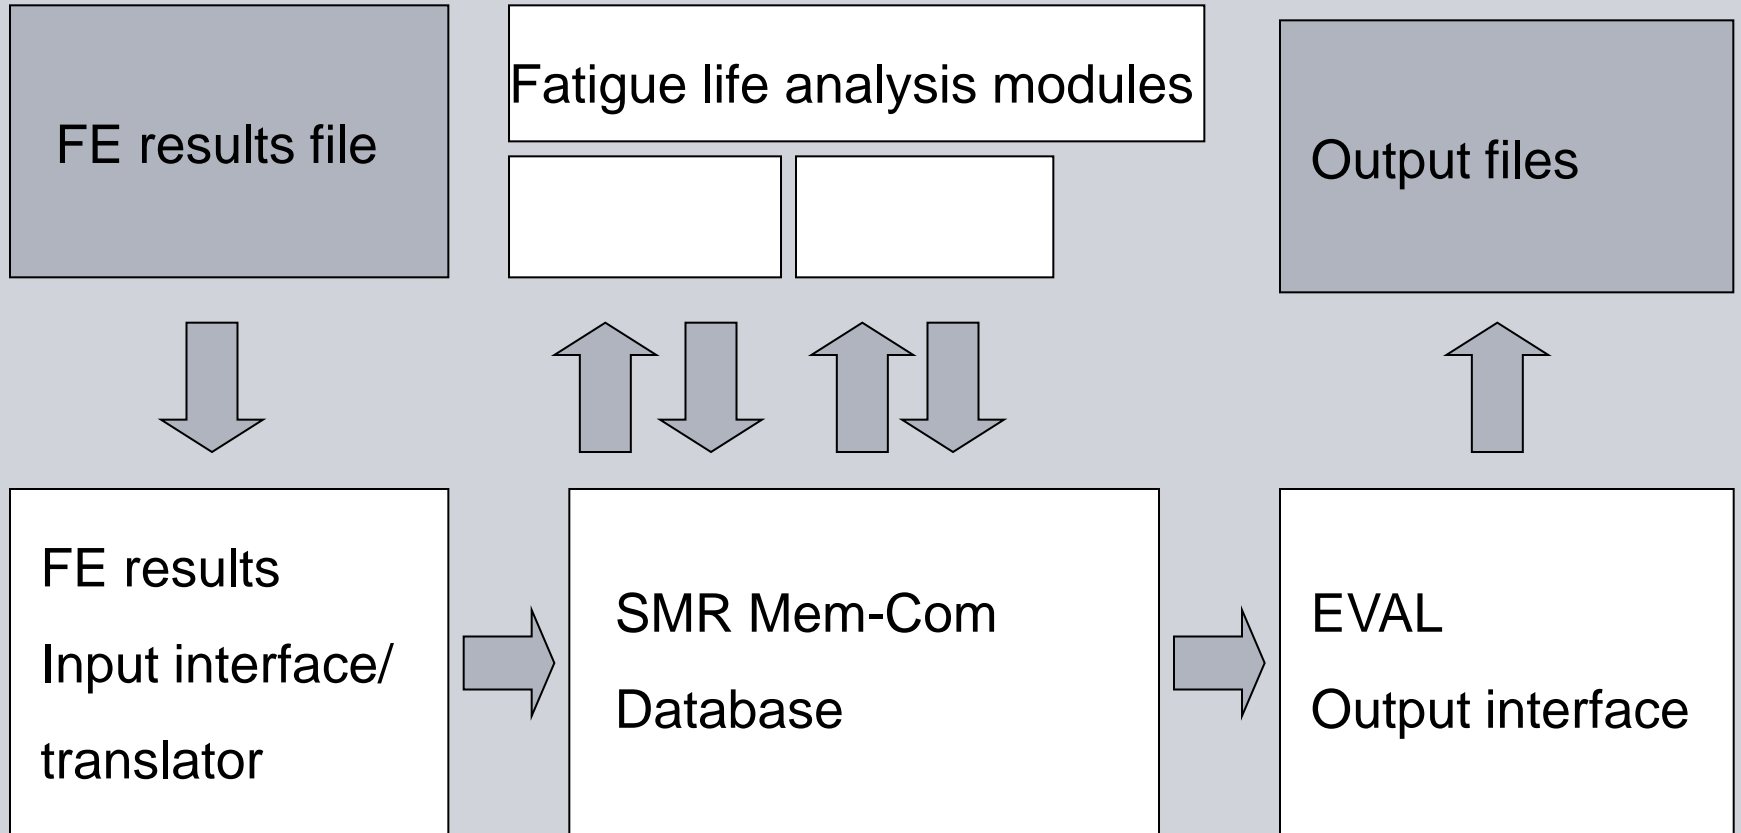 FE results file
Fatigue life analysis modules
Output files
FE results
Input interface/
translator
SMR Mem-Com
Database
EVAL
Output interface